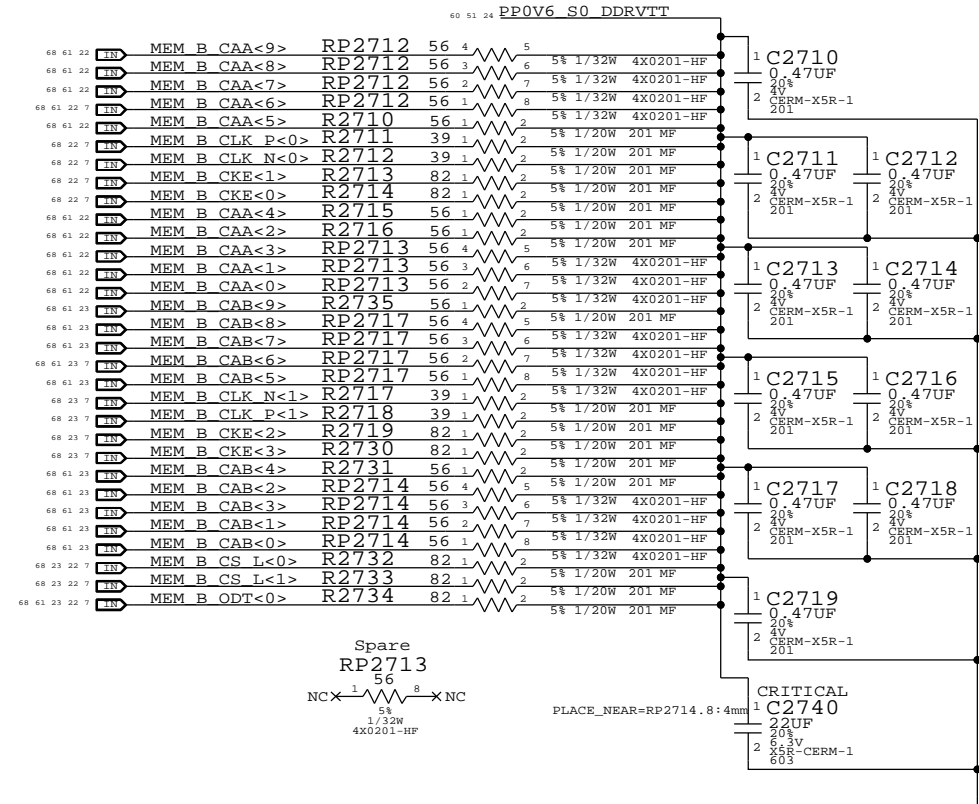 60 51 24 PP0V6_S0_DDRVTT
68 61 22 IN MEM_B_CAA<9> RP2712 56 4 5 5% 1/32W 4X0201-HF
68 61 22 IN MEM_B_CAA<8> RP2712 56 3 6 5% 1/32W 4X0201-HF
68 61 22 IN MEM_B_CAA<7> RP2712 56 2 7 5% 1/32W 4X0201-HF
68 61 22 7 IN MEM_B_CAA<6> RP2712 56 1 8 5% 1/32W 4X0201-HF
68 61 22 IN MEM_B_CAA<5> R2710 56 1 2 5% 1/20W 201 MF
68 22 7 IN MEM_B_CLK_P<0> R2711 39 1 2 5% 1/20W 201 MF
68 22 7 IN MEM_B_CLK_N<0> R2712 39 1 2 5% 1/20W 201 MF
68 22 7 IN MEM_B_CKE<1> R2713 82 1 2 5% 1/20W 201 MF
68 22 7 IN MEM_B_CKE<0> R2714 82 1 2 5% 1/20W 201 MF
68 61 22 IN MEM_B_CAA<4> R2715 56 1 2 5% 1/20W 201 MF
68 61 22 IN MEM_B_CAA<2> R2716 56 1 2 5% 1/20W 201 MF
68 61 22 IN MEM_B_CAA<3> RP2713 56 4 5 5% 1/32W 4X0201-HF
68 61 22 IN MEM_B_CAA<1> RP2713 56 3 6 5% 1/32W 4X0201-HF
68 61 22 IN MEM_B_CAA<0> RP2713 56 2 7 5% 1/32W 4X0201-HF
68 61 23 IN MEM_B_CAB<9> R2735 56 1 2 5% 1/20W 201 MF
68 61 23 IN MEM_B_CAB<8> RP2717 56 4 5 5% 1/32W 4X0201-HF
68 61 23 IN MEM_B_CAB<7> RP2717 56 3 6 5% 1/32W 4X0201-HF
68 61 23 7 IN MEM_B_CAB<6> RP2717 56 2 7 5% 1/32W 4X0201-HF
68 61 23 IN MEM_B_CAB<5> RP2717 56 1 8 5% 1/32W 4X0201-HF
68 23 7 IN MEM_B_CLK_N<1> R2717 39 1 2 5% 1/20W 201 MF
68 23 7 IN MEM_B_CLK_P<1> R2718 39 1 2 5% 1/20W 201 MF
68 23 7 IN MEM_B_CKE<2> R2719 82 1 2 5% 1/20W 201 MF
68 23 7 IN MEM_B_CKE<3> R2730 82 1 2 5% 1/20W 201 MF
68 61 23 IN MEM_B_CAB<4> R2731 56 1 2 5% 1/20W 201 MF
68 61 23 IN MEM_B_CAB<2> RP2714 56 4 5 5% 1/32W 4X0201-HF
68 61 23 IN MEM_B_CAB<3> RP2714 56 3 6 5% 1/32W 4X0201-HF
68 61 23 IN MEM_B_CAB<1> RP2714 56 2 7 5% 1/32W 4X0201-HF
68 61 23 IN MEM_B_CAB<0> RP2714 56 1 8 5% 1/32W 4X0201-HF
68 23 22 7 IN MEM_B_CS_L<0> R2732 82 1 2 5% 1/20W 201 MF
68 23 22 7 IN MEM_B_CS_L<1> R2733 82 1 2 5% 1/20W 201 MF
68 61 23 22 7 IN MEM_B_ODT<0> R2734 82 1 2 5% 1/20W 201 MF
1 C2710
0.47UF
20%
4V
2 CERM-X5R-1
201
1 C2711
0.47UF
20%
4V
2 CERM-X5R-1
201
1 C2712
0.47UF
20%
4V
2 CERM-X5R-1
201
1 C2713
0.47UF
20%
4V
2 CERM-X5R-1
201
1 C2714
0.47UF
20%
4V
2 CERM-X5R-1
201
1 C2715
0.47UF
20%
4V
2 CERM-X5R-1
201
1 C2716
0.47UF
20%
4V
2 CERM-X5R-1
201
1 C2717
0.47UF
20%
4V
2 CERM-X5R-1
201
1 C2718
0.47UF
20%
4V
2 CERM-X5R-1
201
1 C2719
0.47UF
20%
4V
2 CERM-X5R-1
201
Spare
RP2713
56
NC 1 8 NC
5%
1/32W
4X0201-HF
CRITICAL
PLACE_NEAR=RP2714.8:4mm 1 C2740
22UF
20%
6.3V
2 X5R-CERM-1
603